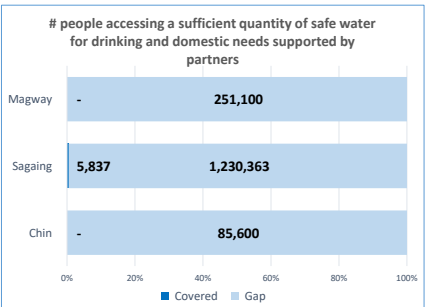 # people accessing a sufficient quantity of safe water
for drinking and domestic needs supported by
partners
Magway - 251,100
Sagaing 5,837 1,230,363
Chin - 85,600
0% 20% 40% 60% 80% 100%
Covered Gap